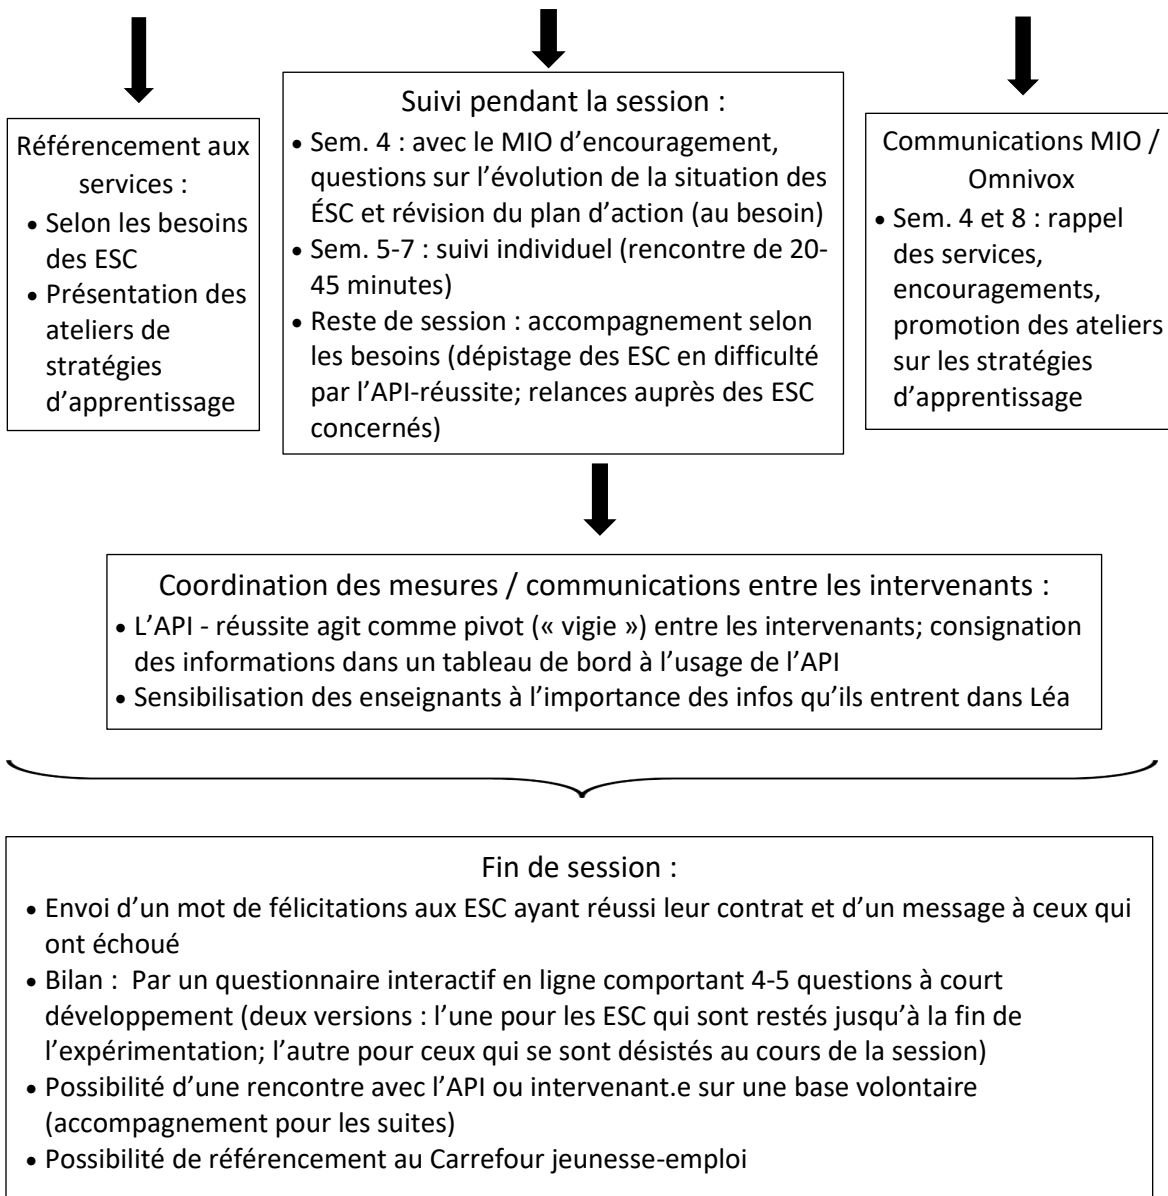 Référencement aux
services :
• Selon les besoins
des ESC
• Présentation des
ateliers de
stratégies
d’apprentissage
Suivi pendant la session :
• Sem. 4 : avec le MIO d’encouragement,
questions sur l’évolution de la situation des
ÉSC et révision du plan d’action (au besoin)
• Sem. 5-7 : suivi individuel (rencontre de 20-
45 minutes)
• Reste de session : accompagnement selon
les besoins (dépistage des ESC en difficulté
par l’API-réussite; relances auprès des ESC
concernés)
Communications MIO /
Omnivox
• Sem. 4 et 8 : rappel
des services,
encouragements,
promotion des ateliers
sur les stratégies
d’apprentissage
Coordination des mesures / communications entre les intervenants :
• L’API - réussite agit comme pivot (« vigie ») entre les intervenants; consignation
des informations dans un tableau de bord à l’usage de l’API
• Sensibilisation des enseignants à l’importance des infos qu’ils entrent dans Léa
Fin de session :
• Envoi d’un mot de félicitations aux ESC ayant réussi leur contrat et d’un message à ceux qui
ont échoué
• Bilan : Par un questionnaire interactif en ligne comportant 4-5 questions à court
développement (deux versions : l’une pour les ESC qui sont restés jusqu’à la fin de
l’expérimentation; l’autre pour ceux qui se sont désistés au cours de la session)
• Possibilité d’une rencontre avec l’API ou intervenant.e sur une base volontaire
(accompagnement pour les suites)
• Possibilité de référencement au Carrefour jeunesse-emploi